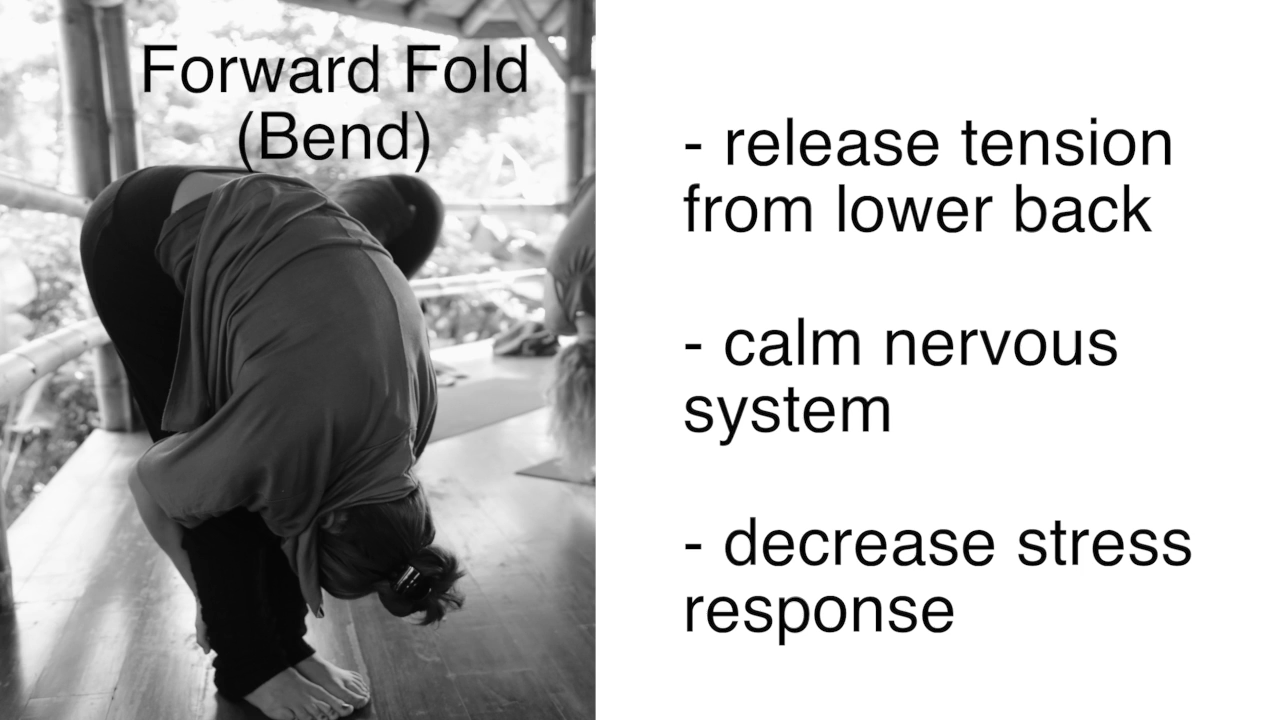 Forward Fold
(Bend)
- release tension
from lower back
- calm nervous
system
- decrease stress
response